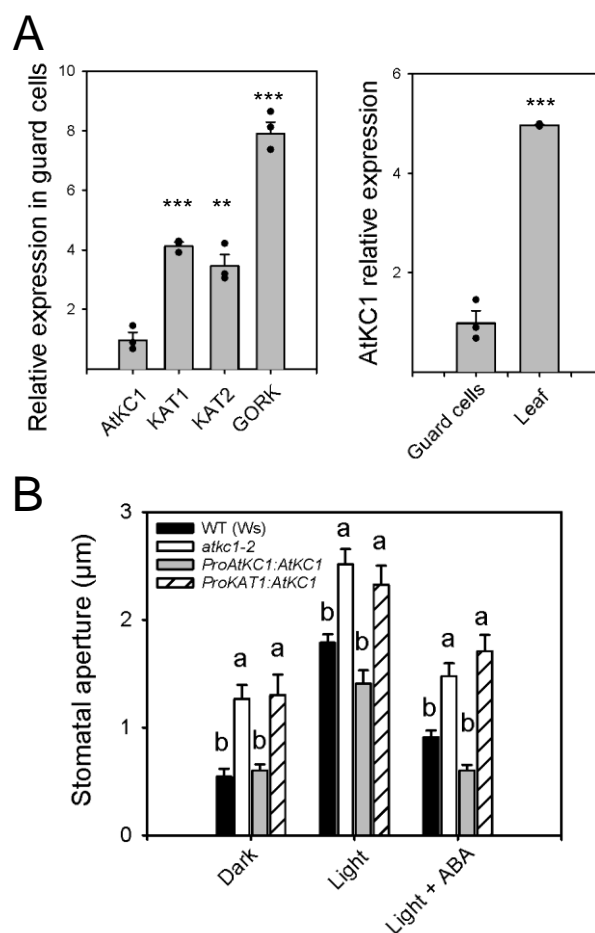 A
Relative expression in guard cells
10
8
6
4
2
***
**
***
AtKC1
KAT1
KAT2
GORK
AtKC1 relative expression
6
4
2
***
Guard cells
Leaf
B
Stomatal aperture (µm)
3
2
1
0
WT (Ws)
atkc1-2
ProAtKC1:AtKC1
ProKAT1:AtKC1
b
a
b
a
b
a
b
a
b
a
b
a
Dark
Light
Light + ABA